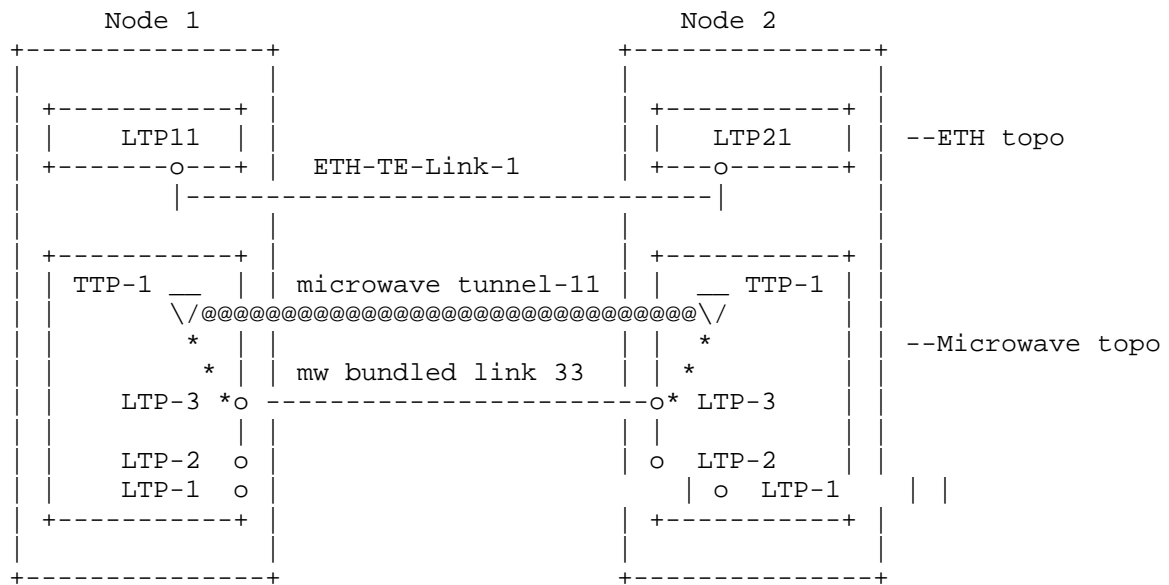 Node 1 Node 2
LTP11 LTP21 --ETH topo
ETH-TE-Link-1
TTP-1 microwave tunnel-11 TTP-1
@@@@@@@@@@@@@@@@@@@@@@@@@@@@@@@
* * --Microwave topo
* mw bundled link 33 *
LTP-3 *o -----------------------o* LTP-3
LTP-2 o o LTP-2
LTP-1 o o LTP-1